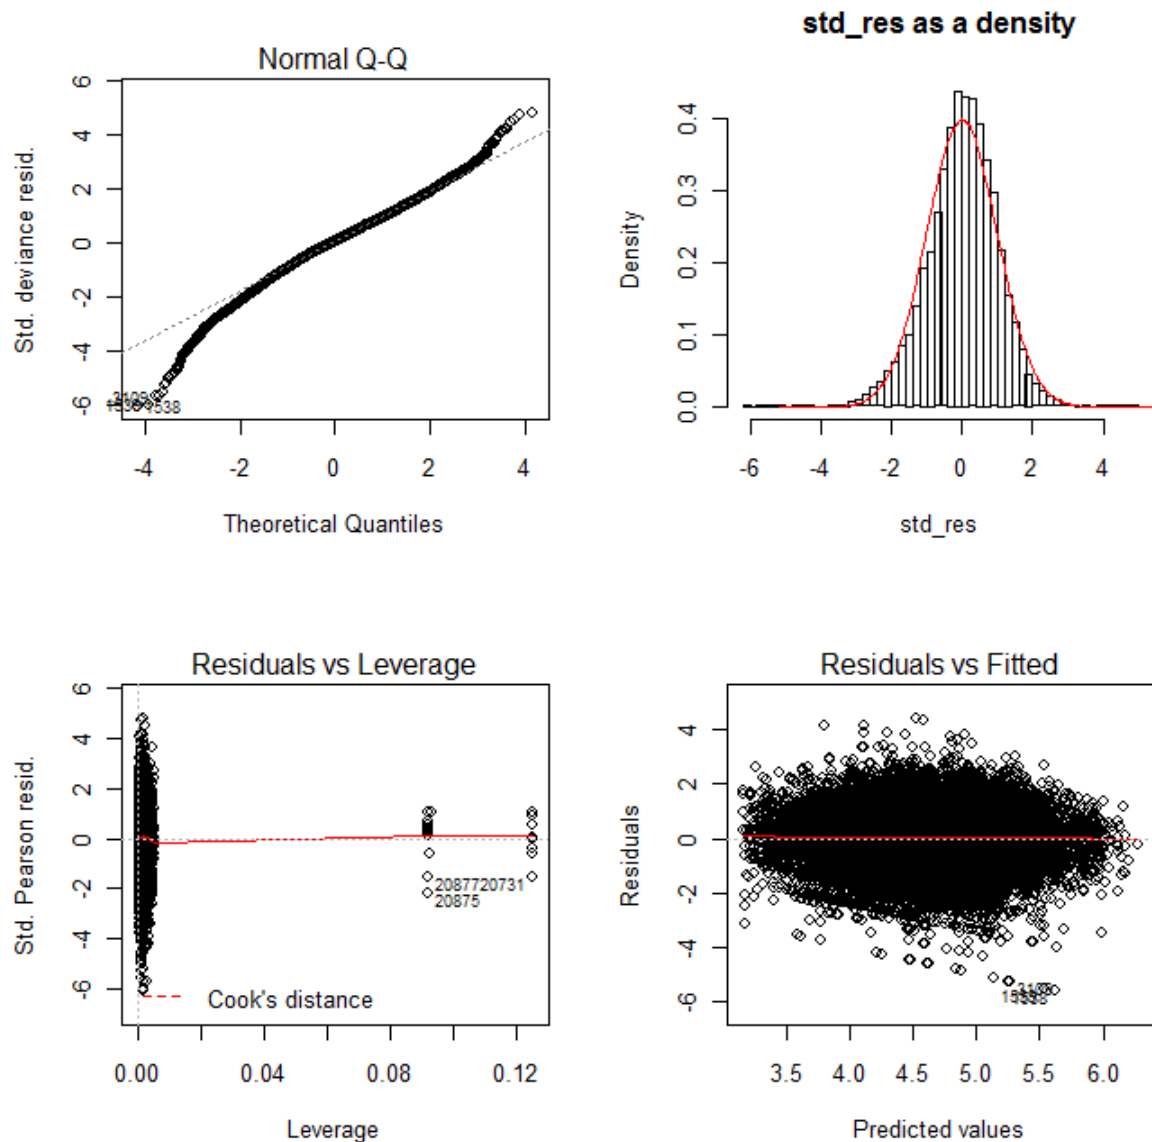 Normal Q-Q
Std. deviance resid.
6
4
2
0
-2
-4
-6
1538
-4 -2 0 2 4
Theoretical Quantiles
std_res as a density
Density
0.4
0.3
0.2
0.1
0.0
-6 -4 -2 0 2 4
std_res
Residuals vs Leverage
Std. Pearson resid.
6
4
2
0
-2
-4
-6
2087720731
20875
Cook's distance
0.00 0.04 0.08 0.12
Leverage
Residuals vs Fitted
Residuals
4
2
0
-2
-4
-6
3.5 4.0 4.5 5.0 5.5 6.0
Predicted values